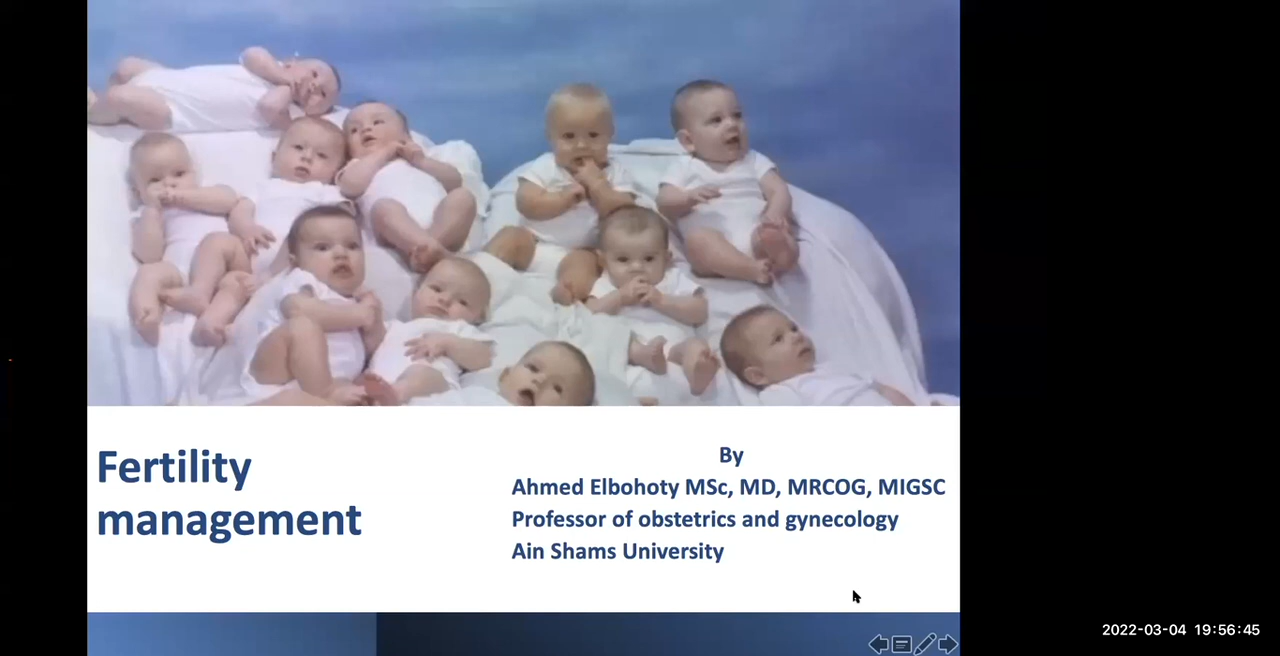 Fertility
management
By
Ahmed Elbohoty MSc, MD, MRCOG, MIGSC
Professor of obstetrics and gynecology
Ain Shams University
2022-03-04 19:56:45